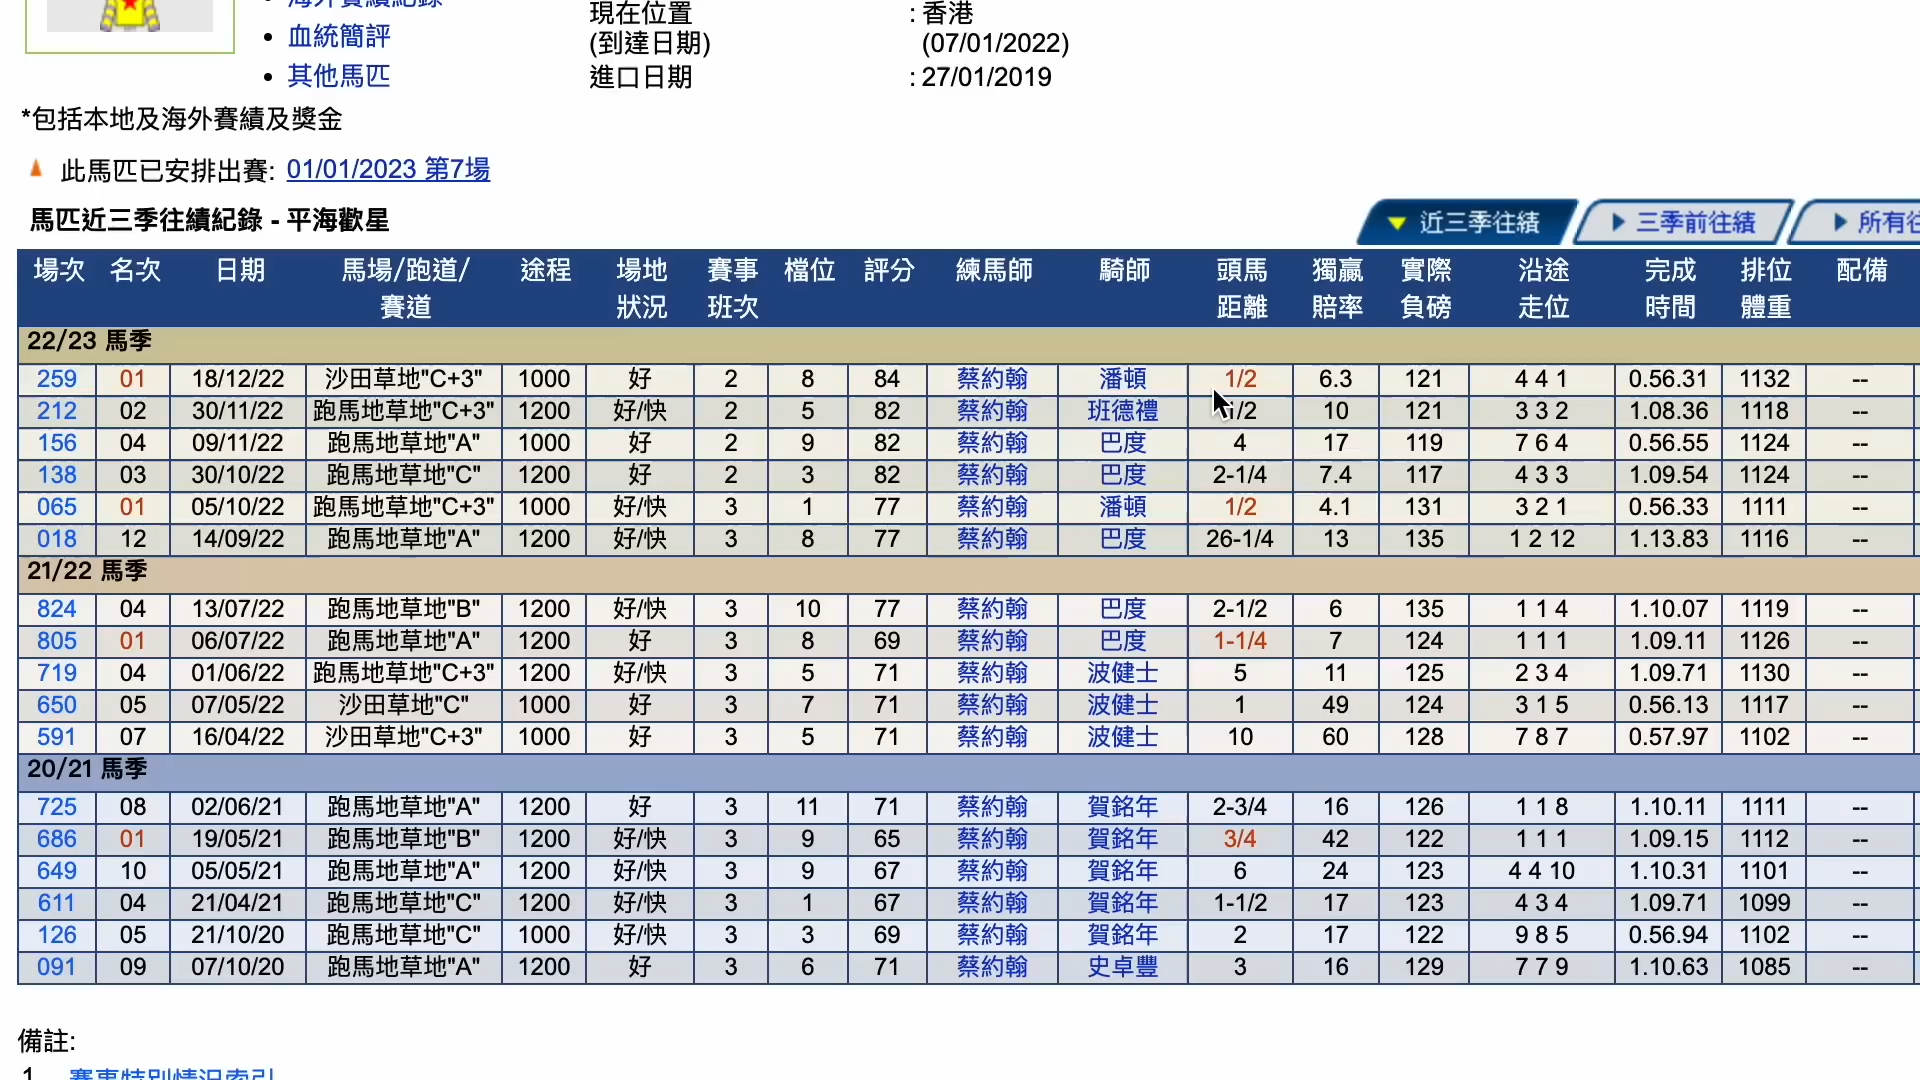 海外賽績紀錄
• 血統簡評
• 其他馬匹
現在位置 : 香港
(到達日期) (07/01/2022)
進口日期 : 27/01/2019
*包括本地及海外賽績及獎金
此馬匹已安排出賽: 01/01/2023 第7場
馬匹近三季往績紀錄 - 平海歡星
近三季往績 三季前往績 所有往
場次 名次 日期 馬場/跑道/賽道 途程 場地狀況 賽事班次 檔位 評分 練馬師 騎師 頭馬距離 獨贏賠率 實際負磅 沿途走位 完成時間 排位體重 配備
22/23 馬季
259 01 18/12/22 沙田草地"C+3" 1000 好 2 8 84 蔡約翰 潘頓 1/2 6.3 121 4 4 1 0.56.31 1132 --
212 02 30/11/22 跑馬地草地"C+3" 1200 好/快 2 5 82 蔡約翰 班德禮 /2 10 121 3 3 2 1.08.36 1118 --
156 04 09/11/22 跑馬地草地"A" 1000 好 2 9 82 蔡約翰 巴度 4 17 119 7 6 4 0.56.55 1124 --
138 03 30/10/22 跑馬地草地"C" 1200 好 2 3 82 蔡約翰 巴度 2-1/4 7.4 117 4 3 3 1.09.54 1124 --
065 01 05/10/22 跑馬地草地"C+3" 1000 好/快 3 1 77 蔡約翰 潘頓 1/2 4.1 131 3 2 1 0.56.33 1111 --
018 12 14/09/22 跑馬地草地"A" 1200 好/快 3 8 77 蔡約翰 巴度 26-1/4 13 135 1 2 12 1.13.83 1116 --
21/22 馬季
824 04 13/07/22 跑馬地草地"B" 1200 好/快 3 10 77 蔡約翰 巴度 2-1/2 6 135 1 1 4 1.10.07 1119 --
805 01 06/07/22 跑馬地草地"A" 1200 好 3 8 69 蔡約翰 巴度 1-1/4 7 124 1 1 1 1.09.11 1126 --
719 04 01/06/22 跑馬地草地"C+3" 1200 好/快 3 5 71 蔡約翰 波健士 5 11 125 2 3 4 1.09.71 1130 --
650 05 07/05/22 沙田草地"C" 1000 好 3 7 71 蔡約翰 波健士 1 49 124 3 1 5 0.56.13 1117 --
591 07 16/04/22 沙田草地"C+3" 1000 好 3 5 71 蔡約翰 波健士 10 60 128 7 8 7 0.57.97 1102 --
20/21 馬季
725 08 02/06/21 跑馬地草地"A" 1200 好 3 11 71 蔡約翰 賀銘年 2-3/4 16 126 1 1 8 1.10.11 1111 --
686 01 19/05/21 跑馬地草地"B" 1200 好/快 3 9 65 蔡約翰 賀銘年 3/4 42 122 1 1 1 1.09.15 1112 --
649 10 05/05/21 跑馬地草地"A" 1200 好/快 3 9 67 蔡約翰 賀銘年 6 24 123 4 4 10 1.10.31 1101 --
611 04 21/04/21 跑馬地草地"C" 1200 好/快 3 1 67 蔡約翰 賀銘年 1-1/2 17 123 4 3 4 1.09.71 1099 --
126 05 21/10/20 跑馬地草地"C" 1000 好/快 3 3 69 蔡約翰 賀銘年 2 17 122 9 8 5 0.56.94 1102 --
091 09 07/10/20 跑馬地草地"A" 1200 好 3 6 71 蔡約翰 史卓豐 3 16 129 7 7 9 1.10.63 1085 --
備註:
1. 賽事特別情況索引